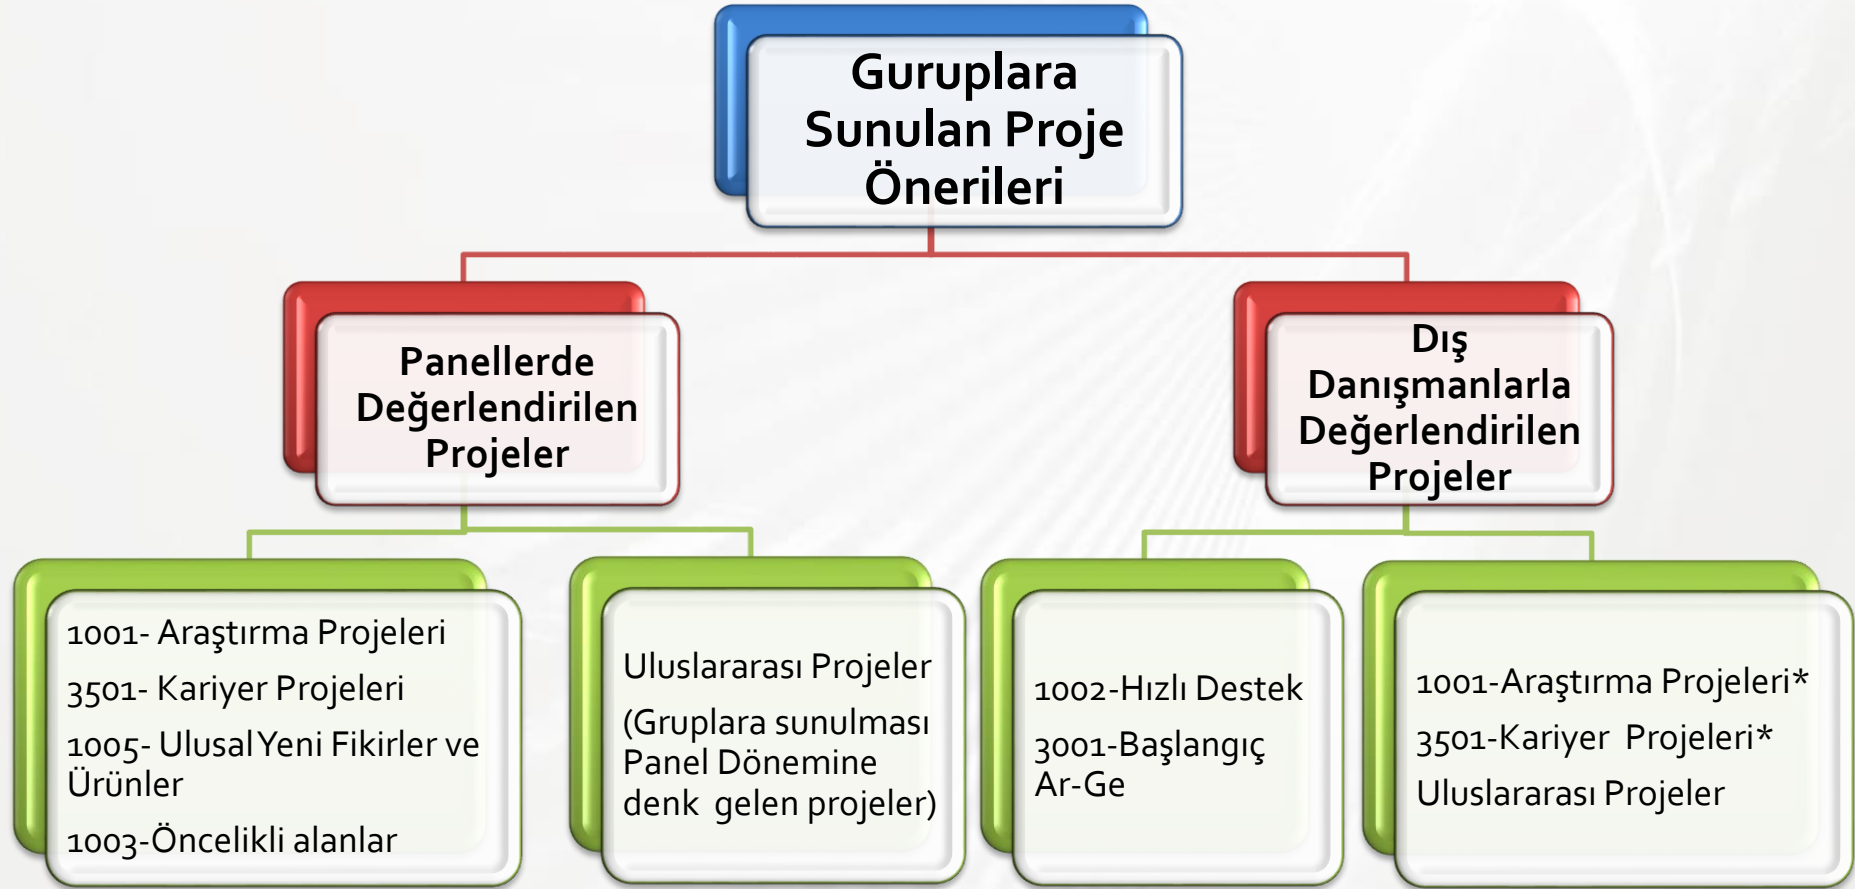 Guruplara
Sunulan Proje
Önerileri
Panellerde
Değerlendirilen
Projeler
Dış
Danışmanlarla
Değerlendirilen
Projeler
1001- Araştırma Projeleri
3501- Kariyer Projeleri
1005- Ulusal Yeni Fikirler ve
Ürünler
1003-Öncelikli alanlar
Uluslararası Projeler
(Gruplara sunulması
Panel Dönemine
denk gelen projeler)
1002-Hızlı Destek
3001-Başlangıç
Ar-Ge
1001-Araştırma Projeleri*
3501-Kariyer Projeleri*
Uluslararası Projeler